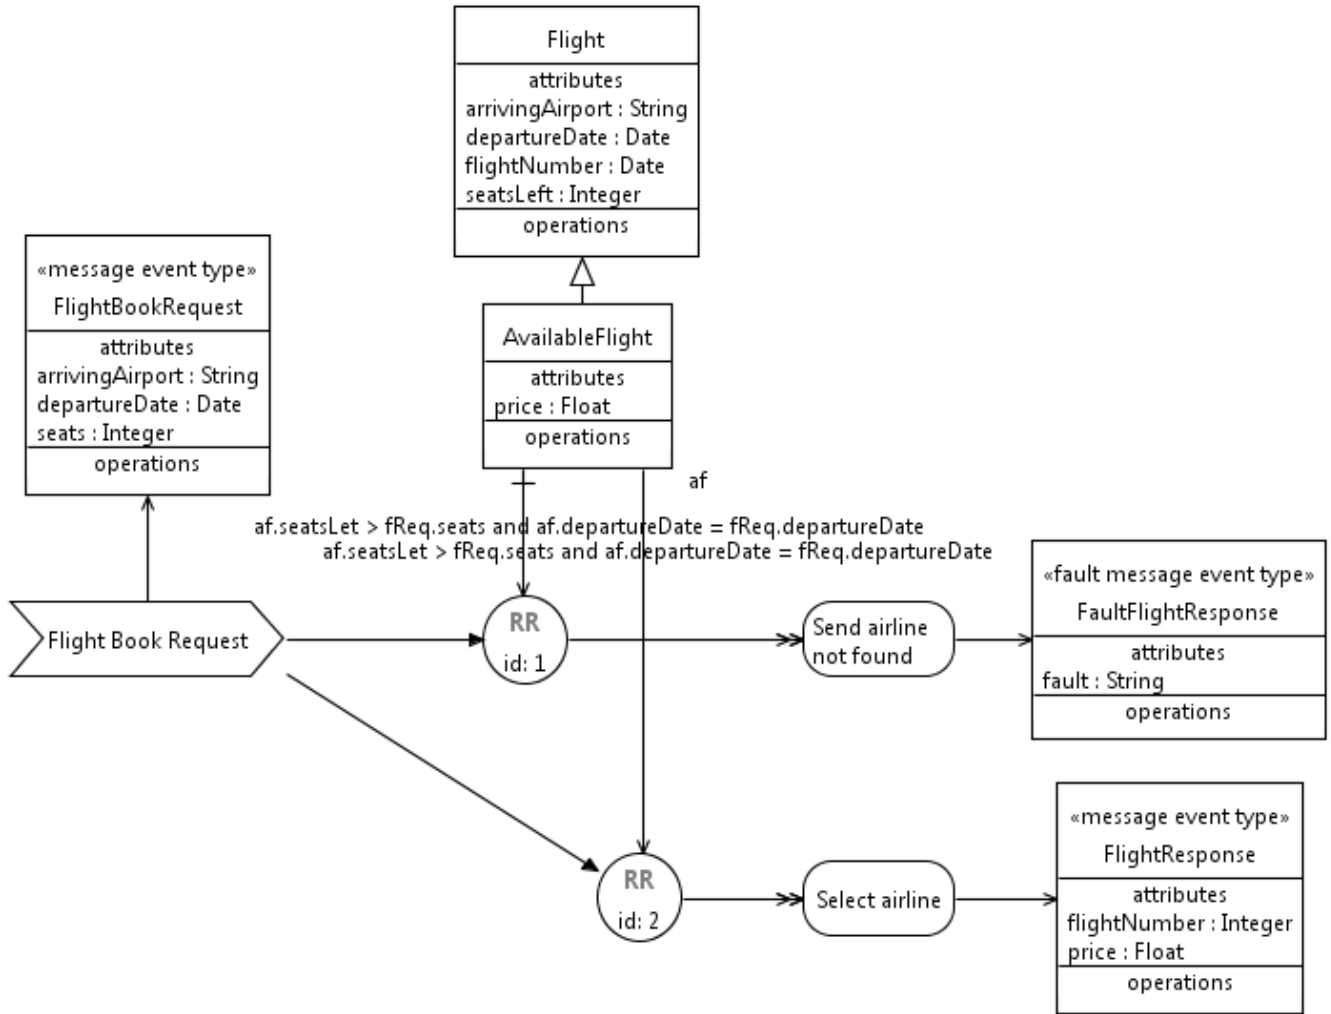 Flight
attributes
arrivingAirport : String
departureDate : Date
flightNumber : Date
seatsLeft : Integer
operations
«message event type»
FlightBookRequest
attributes
arrivingAirport : String
departureDate : Date
seats : Integer
operations
AvailableFlight
attributes
price : Float
operations
af
af.seatsLet > fReq.seats and af.departureDate = fReq.departureDate
af.seatsLet > fReq.seats and af.departureDate = fReq.departureDate
Flight Book Request
RR
id: 1
Send airline
not found
«fault message event type»
FaultFlightResponse
attributes
fault : String
operations
RR
id: 2
Select airline
«message event type»
FlightResponse
attributes
flightNumber : Integer
price : Float
operations